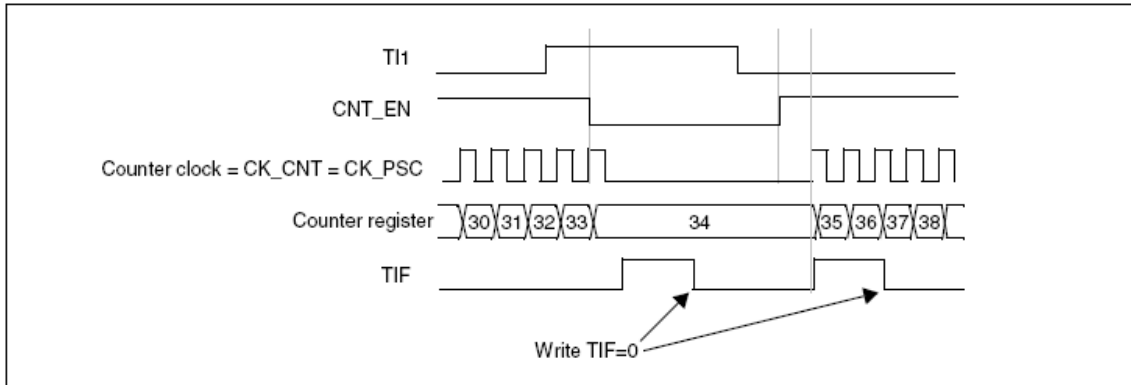 TI1
CNT_EN
Counter clock = CK_CNT = CK_PSC
Counter register 30 31 32 33 34 35 36 37 38
TIF
Write TIF=0